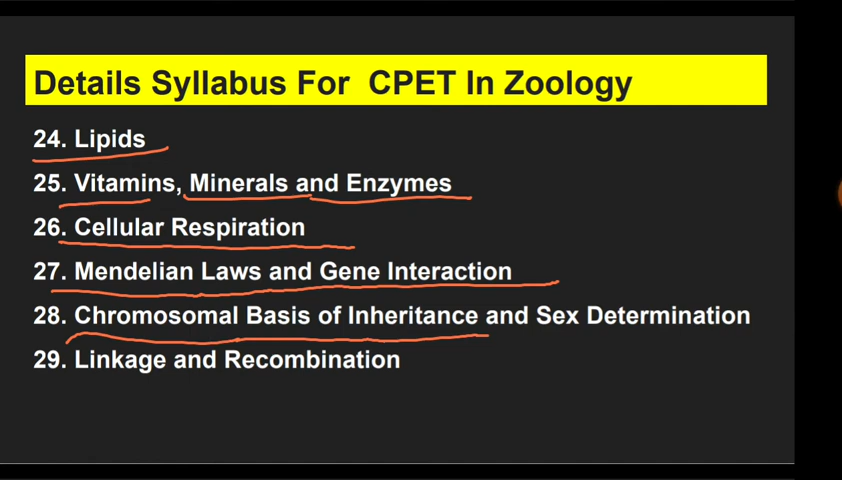 Details Syllabus For CPET In Zoology
24. Lipids
25. Vitamins, Minerals and Enzymes
26. Cellular Respiration
27. Mendelian Laws and Gene Interaction
28. Chromosomal Basis of Inheritance and Sex Determination
29. Linkage and Recombination